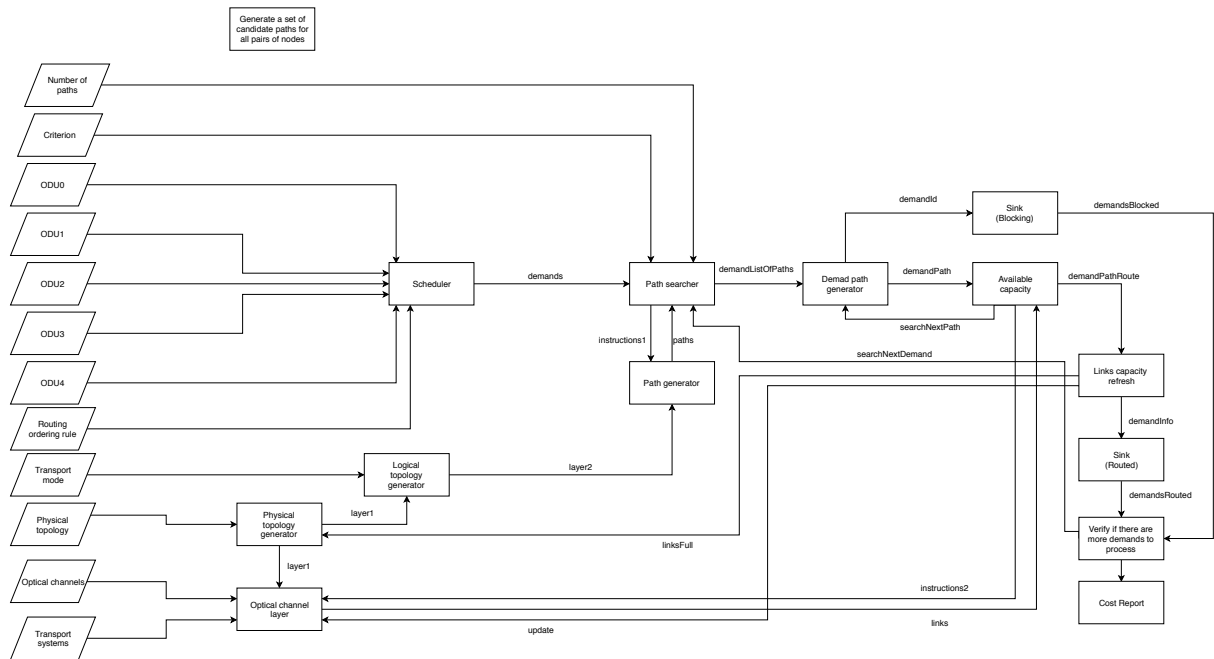 Generate a set of
candidate paths for
all pairs of nodes
Number of
paths
Criterion
ODU0
ODU1
ODU2
ODU3
ODU4
Routing
ordering rule
Transport
mode
Physical
topology
Optical channels
Transport
systems
Scheduler
demands
Logical
topology
generator
layer2
Physical
topology
generator
layer1
layer1
Optical channel
layer
Path searcher
demandListOfPaths
instructions1
paths
Path generator
Demad path
generator
demandId
demandPath
Sink
(Blocking)
demandsBlocked
Available
capacity
demandPathRoute
searchNextPath
searchNextDemand
Links capacity
refresh
demandInfo
Sink
(Routed)
demandsRouted
Verify if there are
more demands to
process
Cost Report
linksFull
instructions2
links
update